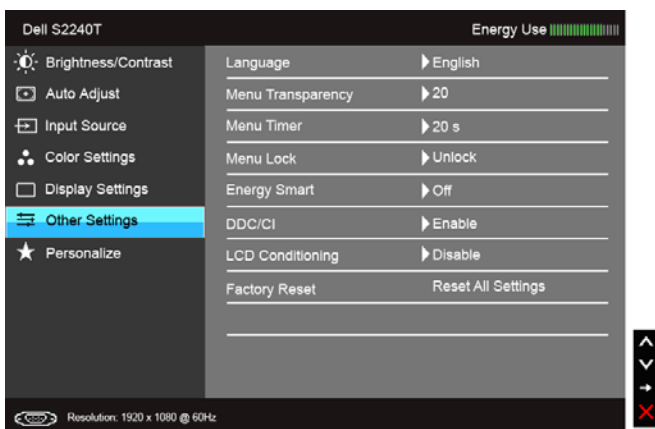 Dell S2240T
Energy Use
Brightness/Contrast
Auto Adjust
Input Source
Color Settings
Display Settings
Other Settings
Personalize
Language English
Menu Transparency 20
Menu Timer 20 s
Menu Lock Unlock
Energy Smart Off
DDC/CI Enable
LCD Conditioning Disable
Factory Reset Reset All Settings
Resolution: 1920 x 1080 @ 60Hz